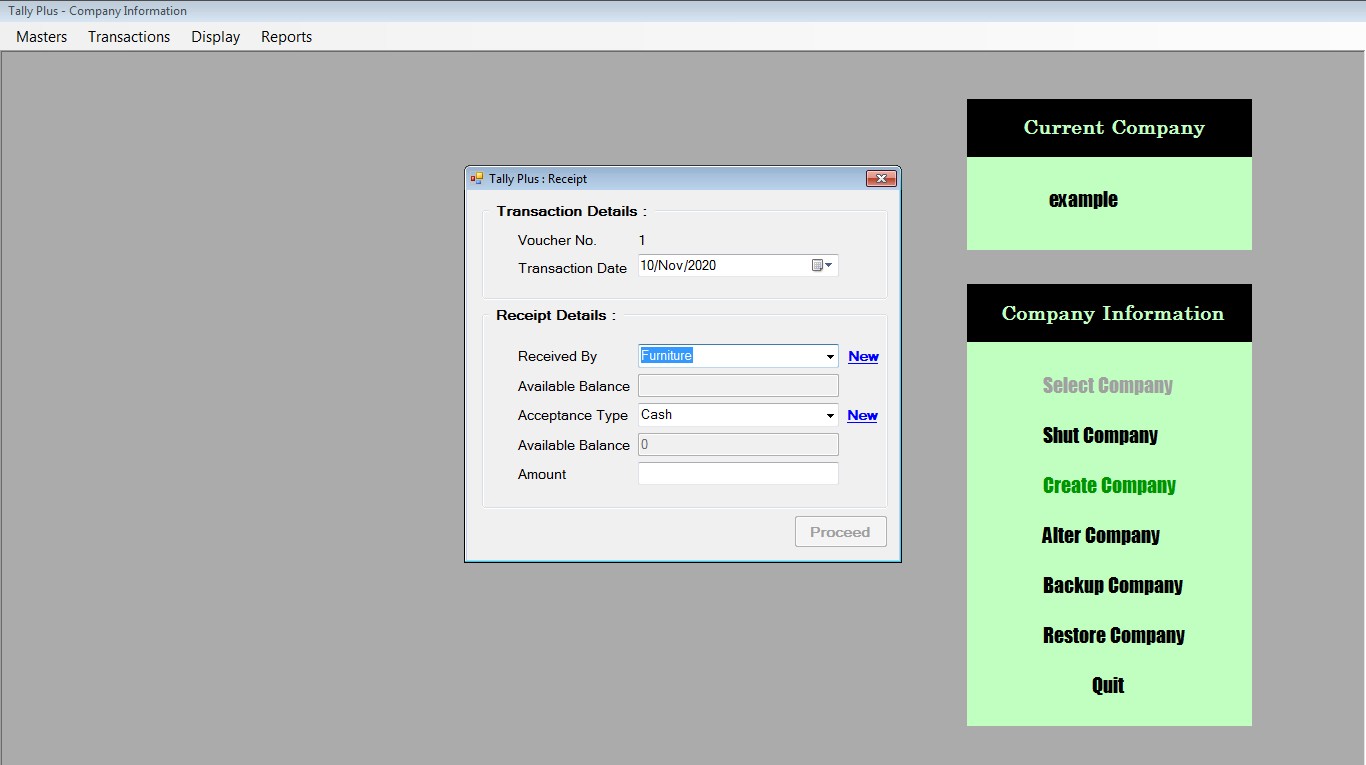 Tally Plus - Company Information
Masters Transactions Display Reports
Current Company
example
Tally Plus : Receipt
Transaction Details :
Voucher No. 1
Transaction Date 10/Nov/2020
Receipt Details :
Received By Furniture New
Available Balance
Acceptance Type Cash New
Available Balance 0
Amount
Proceed
Company Information
Select Company
Shut Company
Create Company
Alter Company
Backup Company
Restore Company
Quit